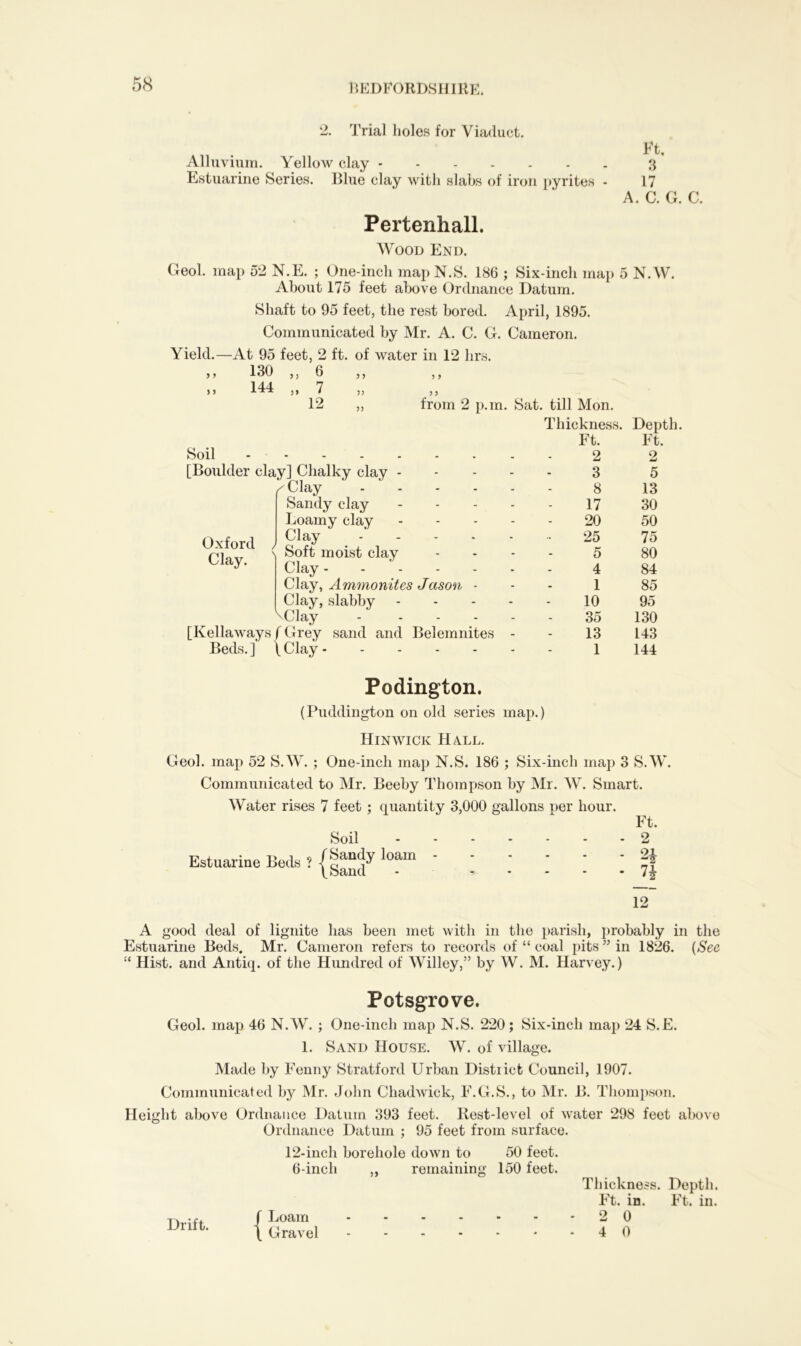 58
BEDFORDSHIRE.
2. Trial holes for Viaduct.
Ft.
Alluvium. Yellow clay - - - - - - - 3
Estuarine Series. Blue clay with slabs of iron pyrites - 17
A. C. G. C.
Pertenhall.
WOOD END.
Geol. map 52 N.E. ; One-inch map N.S. 186 ; Six-inch map 5 N.W.
About 175 feet above Ordnance Datum.
Shaft to 95 feet, the rest bored. April, 1895.
Communicated by Mr. A. C. G. Cameron.
Yield.—At 95 feet, 2 ft. of water in 12 hrs.
,, 130 ,, 6 ,, ,,
,, 144 ,, 7 ,, ,,
12 ,, from 2 p.m. Sat. till Mon.
Thickness. Depth.
Ft. Ft.
Soil - - - - - - - - - 2 2
[Boulder clay] Chalky clay - - - - - 3 5
Clay - - - - - - 8 13
Sandy clay - - - - - 17 30
Loamy clay - - - - - 20 50
Oxford Clay. { Clay - - - - - - 25 75
Soft moist clay - - - - 5 80
Clay - - - - - - - 4 84
Clay, Ammonites Jason - - - 1 85
Clay, slabby - - - - - 10 95
Clay - - - - - - 35 130
[Kellaways { Grey sand and Belemnites - - 13 143
Beds.] { Clay - - - - - - - 1 144
Podington.
(Puddington on old series map.)
HINWICK HALL.
Geol. map 52 S.W. ; One-inch map N.S. 186 ; Six-inch map 3 S.W.
Communicated to Mr. Beeby Thompson by Mr. W. Smart.
Water rises 7 feet ; quantity 3,000 gallons per hour.
Ft.
Soil - - - - - - - 2
Estuarine Beds ? { Sandy loam - - - - - - 2½
Sand - - - - - - 7½
12
A good deal of lignite has been met with in the parish, probably in the
Estuarine Beds. Mr. Cameron refers to records of “ coal pits ” in 1826. (See
“ Hist. and Antiq. of the Hundred of Willey,” by W. M. Harvey.)
Potsgrove.
Geol. map 46 N.W. ; One-inch map N.S. 220 ; Six-inch map 24 S.E.
1. SAND HOUSE. W. of village.
Made by Fenny Stratford Urban District Council, 1907.
Communicated by Mr. John Chadwick, F.G.S., to Mr. B. Thompson.
Height above Ordnance Datum 393 feet. Rest-level of water 298 feet above
Ordnance Datum ; 95 feet from surface.
12-inch borehole down to 50 feet.
6-inch ,, remaining 150 feet.
Thickness. Depth.
Ft. in. Ft. in.
Drift. { Loam - - - - - - - 2 0
Gravel - - - - - - - 4 0